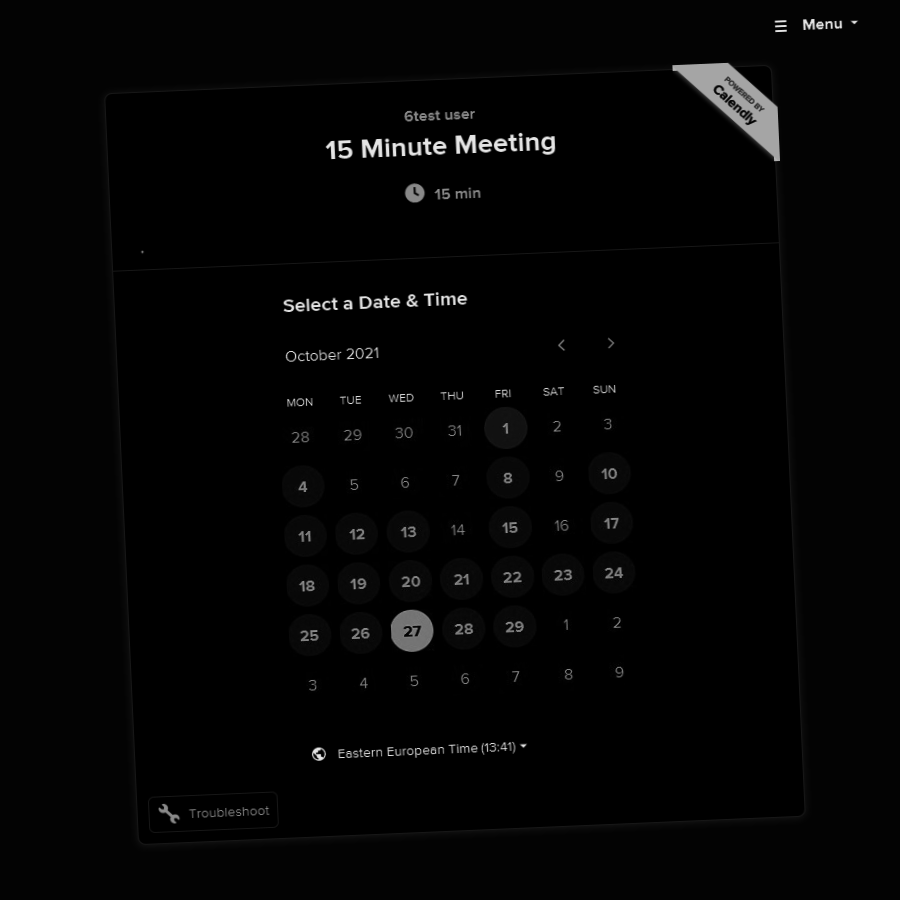 Menu
POWERED BY
Calendly
6test user
15 Minute Meeting
15 min
Select a Date & Time
October 2021
MON TUE WED THU FRI SAT SUN
28 29 30 31 1 2 3
4 5 6 7 8 9 10
11 12 13 14 15 16 17
18 19 20 21 22 23 24
25 26 27 28 29 1 2
3 4 5 6 7 8 9
Eastern European Time (13:41)
Troubleshoot